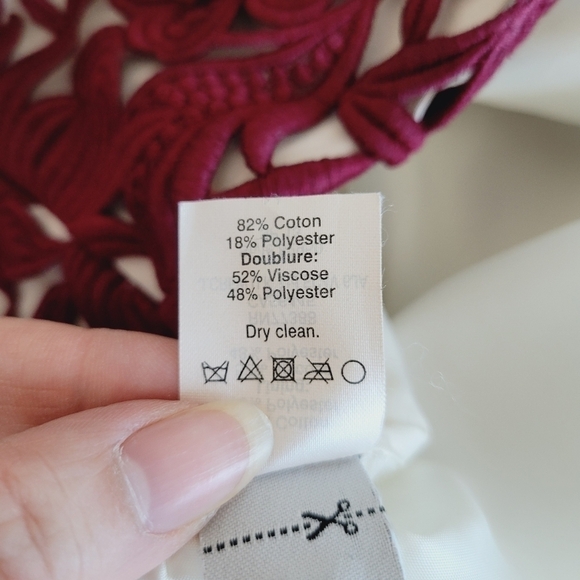 82% Coton
18% Polyester
Doublure:
52% Viscose
48% Polyester
Dry clean.